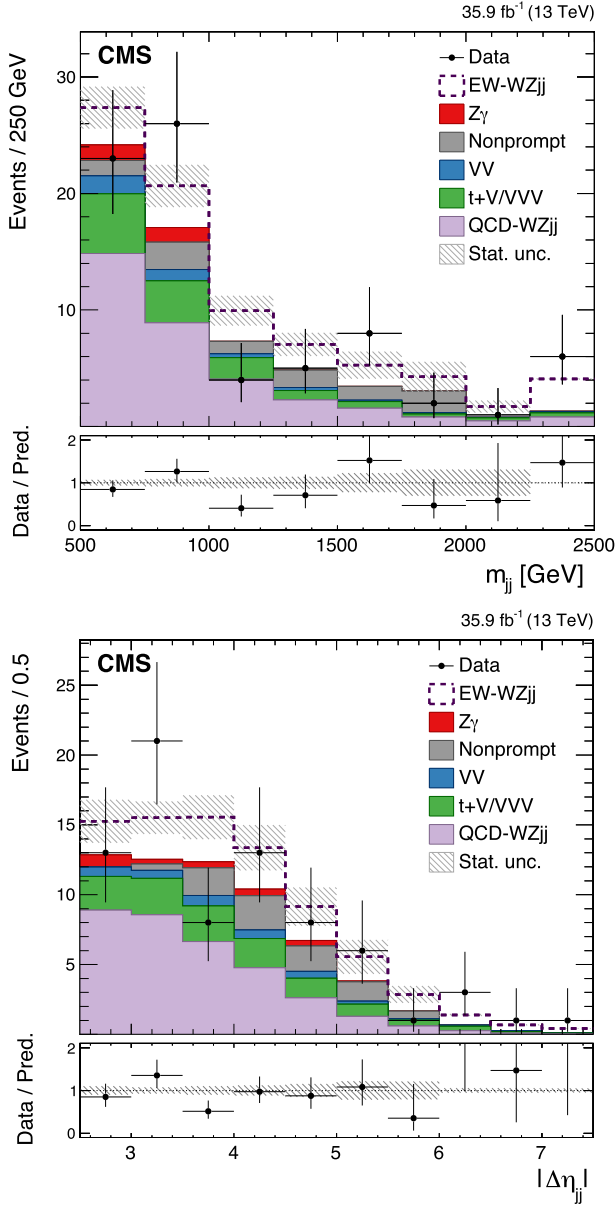 35.9 fb⁻¹ (13 TeV)
CMS
Events / 250 GeV
30
20
10
Data
EW-WZjj
Zγ
Nonprompt
VV
t+V/VVV
QCD-WZjj
Stat. unc.
Data / Pred.
2
1
0
500 1000 1500 2000 2500
m_jj [GeV]
35.9 fb⁻¹ (13 TeV)
CMS
Events / 0.5
25
20
15
10
5
Data
EW-WZjj
Zγ
Nonprompt
VV
t+V/VVV
QCD-WZjj
Stat. unc.
Data / Pred.
2
1
0
3 4 5 6 7
|Δη_jj|